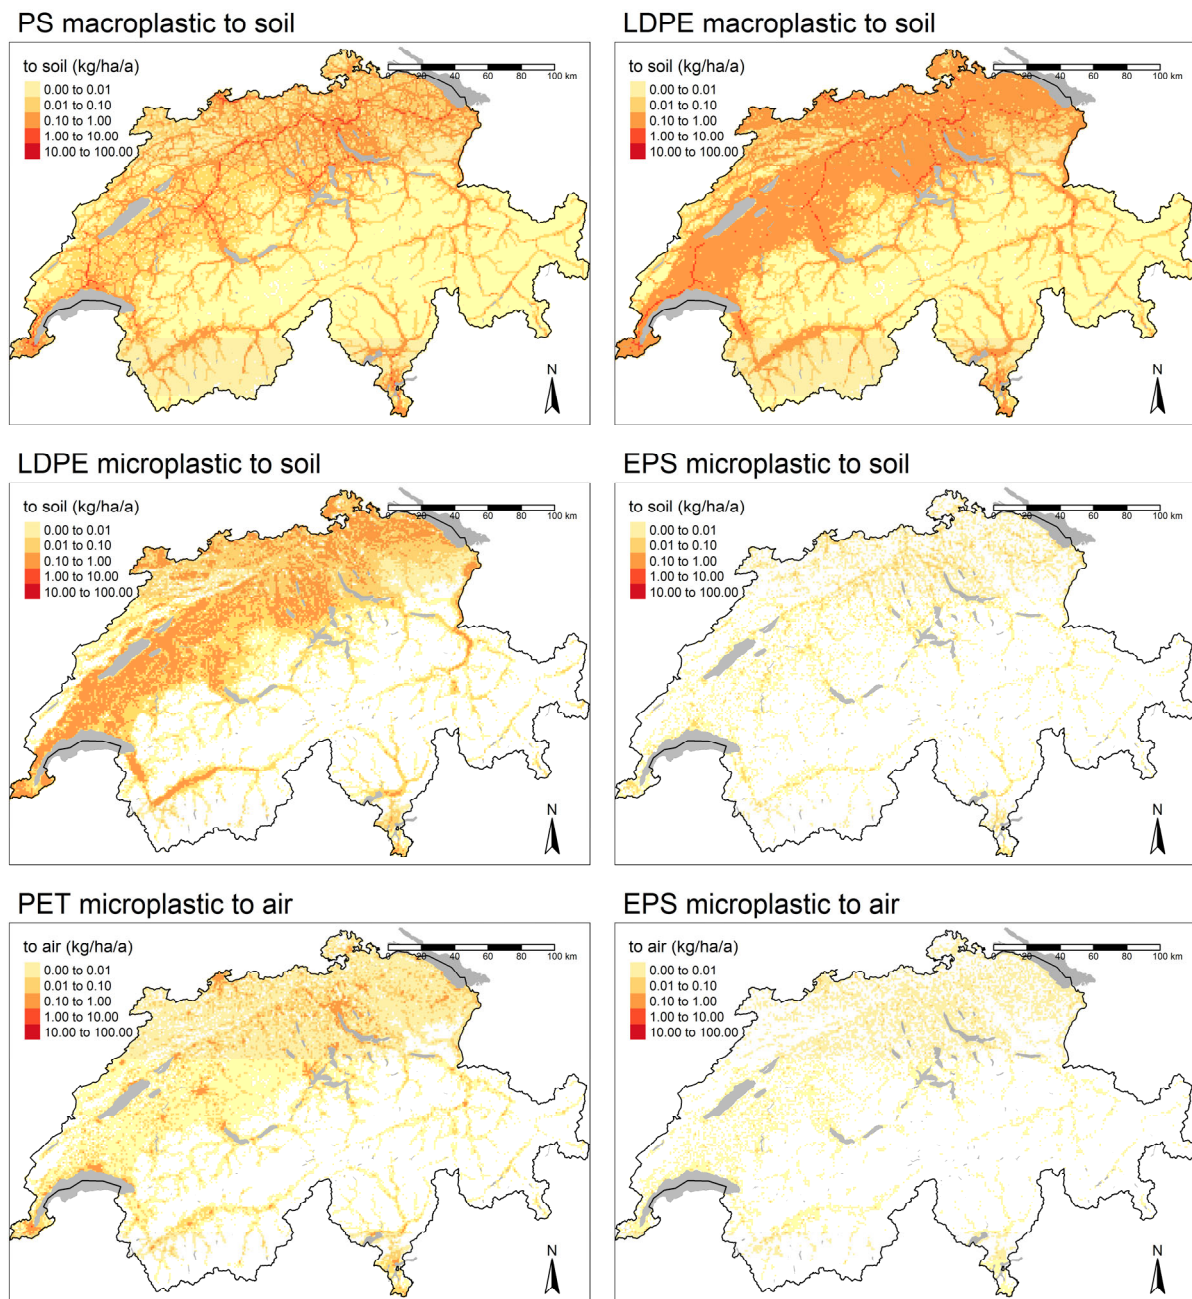 PS macroplastic to soil
to soil (kg/ha/a)
0.00 to 0.01
0.01 to 0.10
0.10 to 1.00
1.00 to 10.00
10.00 to 100.00
0 20 40 60 80 100 km
N
LDPE macroplastic to soil
to soil (kg/ha/a)
0.00 to 0.01
0.01 to 0.10
0.10 to 1.00
1.00 to 10.00
10.00 to 100.00
0 20 40 60 80 100 km
N
LDPE microplastic to soil
to soil (kg/ha/a)
0.00 to 0.01
0.01 to 0.10
0.10 to 1.00
1.00 to 10.00
10.00 to 100.00
0 20 40 60 80 100 km
N
EPS microplastic to soil
to soil (kg/ha/a)
0.00 to 0.01
0.01 to 0.10
0.10 to 1.00
1.00 to 10.00
10.00 to 100.00
0 20 40 60 80 100 km
N
PET microplastic to air
to air (kg/ha/a)
0.00 to 0.01
0.01 to 0.10
0.10 to 1.00
1.00 to 10.00
10.00 to 100.00
0 20 40 60 80 100 km
N
EPS microplastic to air
to air (kg/ha/a)
0.00 to 0.01
0.01 to 0.10
0.10 to 1.00
1.00 to 10.00
10.00 to 100.00
0 20 40 60 80 100 km
N